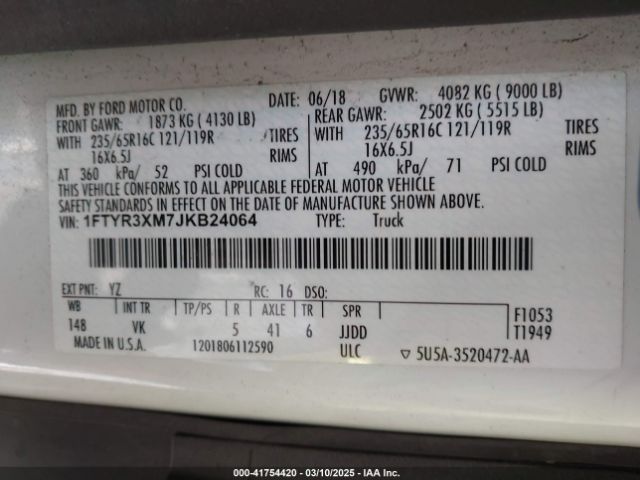 MFD. BY FORD MOTOR CO.
DATE: 06/18 GVWR: 4082 KG ( 9000 LB)
FRONT GAWR: 1873 KG ( 4130 LB) REAR GAWR: 2502 KG ( 5515 LB)
WITH 235/65R16C 121/119R TIRES WITH 235/65R16C 121/119R TIRES
16X6.5J RIMS 16X6.5J RIMS
AT 360 kPa/ 52 PSI COLD AT 490 kPa/ 71 PSI COLD
THIS VEHICLE CONFORMS TO ALL APPLICABLE FEDERAL MOTOR VEHICLE
SAFETY STANDARDS IN EFFECT ON THE DATE OF MANUFACTURE SHOWN ABOVE.
VIN: 1FTYR3XM7JKB24064 TYPE: Truck
EXT PNT: YZ RC: 16 DSO:
WB INT TR TP/PS R AXLE TR SPR F1053
148 VK 5 41 6 JJDD T1949
MADE IN U.S.A. 1201806112590 ULC ▽ 5U5A-3520472-AA
000-41754420 - 03/10/2025 - IAAI, Inc.